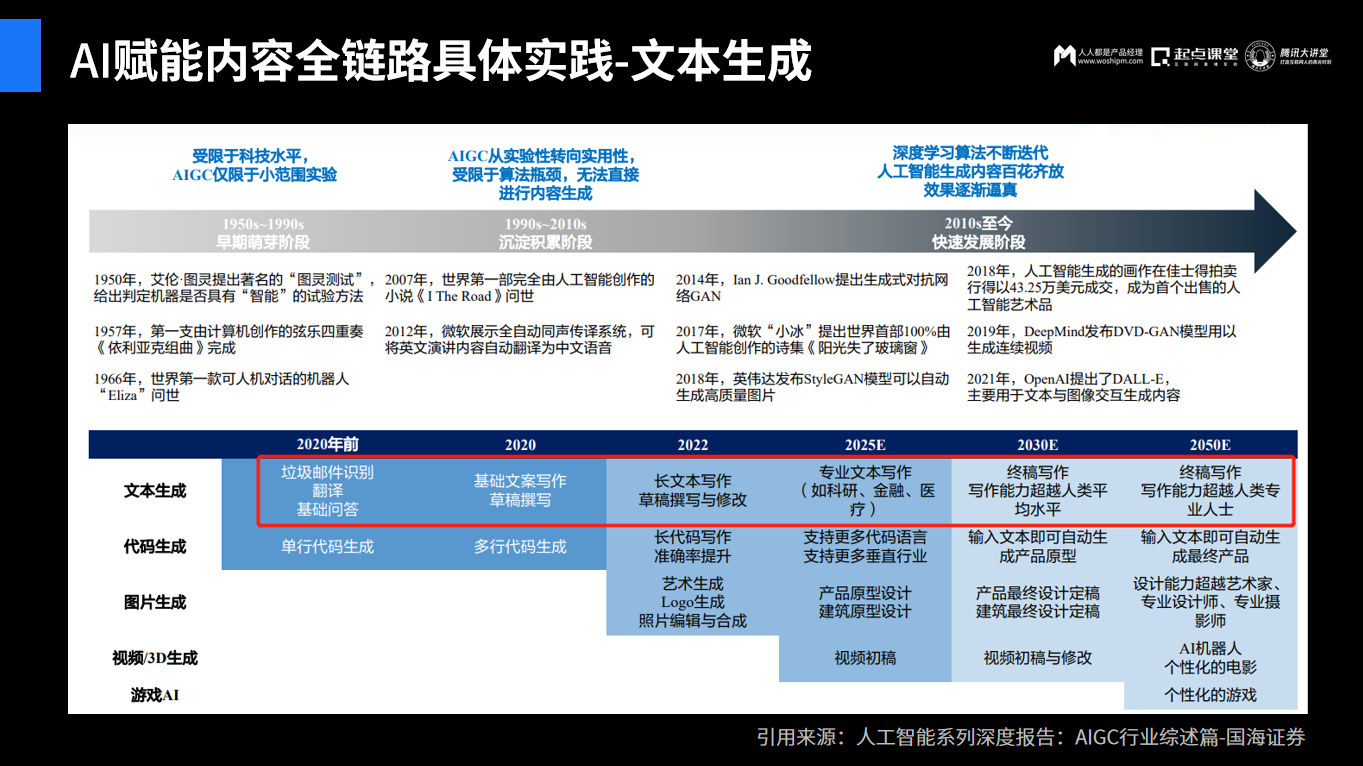 AI赋能内容全链路具体实践-文本生成
人人都是产品经理
www.woshipm.com
起点课堂
腾讯大讲堂
受限于科技水平，
AIGC仅限于小范围实验
AIGC从实验性转向实用性，
受限于算法瓶颈，无法直接
进行内容生成
深度学习算法不断迭代
人工智能生成内容百花齐放
效果逐渐逼真
1950s~1990s
早期萌芽阶段
1990s~2010s
沉淀积累阶段
2010s至今
快速发展阶段
1950年，艾伦·图灵提出著名的“图灵测试”，
给出判定机器是否具有“智能”的试验方法
1957年，第一支由计算机创作的弦乐四重奏
《依利亚克组曲》完成
1966年，世界第一款可人机对话的机器人
“Eliza”问世
2007年，世界第一部完全由人工智能创作的
小说《I The Road》问世
2012年，微软展示全自动同声传译系统，可
将英文演讲内容自动翻译为中文语音
2014年，Ian J. Goodfellow提出生成式对抗网
络GAN
2017年，微软“小冰”提出世界首部100%由
人工智能创作的诗集《阳光失了玻璃窗》
2018年，英伟达发布StyleGAN模型可以自动
生成高质量图片
2018年，人工智能生成的画作在佳士得拍卖
行得以43.25万美元成交，成为首个出售的人
工智能艺术品
2019年，DeepMind发布DVD-GAN模型用以
生成连续视频
2021年，OpenAI提出了DALL-E，
主要用于文本与图像交互生成内容
2020年前 2020 2022 2025E 2030E 2050E
文本生成
垃圾邮件识别
翻译
基础问答
基础文案写作
草稿撰写
长文本写作
草稿撰写与修改
专业文本写作
（如科研、金融、医
疗）
终稿写作
写作能力超越人类平
均水平
终稿写作
写作能力超越人类专
业人士
代码生成
单行代码生成
多行代码生成
长代码写作
准确率提升
支持更多代码语言
支持更多垂直行业
输入文本即可自动生
成产品原型
输入文本即可自动生
成最终产品
图片生成
艺术生成
Logo生成
照片编辑与合成
产品原型设计
建筑原型设计
产品最终设计定稿
建筑最终设计定稿
设计能力超越艺术家、
专业设计师、专业摄
影师
视频/3D生成
视频初稿
视频初稿与修改
AI机器人
个性化的电影
游戏AI
个性化的游戏
引用来源：人工智能系列深度报告：AIGC行业综述篇-国海证券